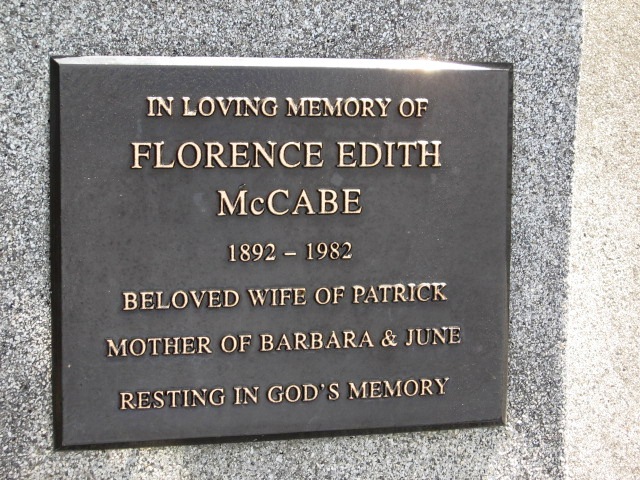 IN LOVING MEMORY OF
FLORENCE EDITH
McCABE
1892 – 1982
BELOVED WIFE OF PATRICK
MOTHER OF BARBARA & JUNE
RESTING IN GOD'S MEMORY